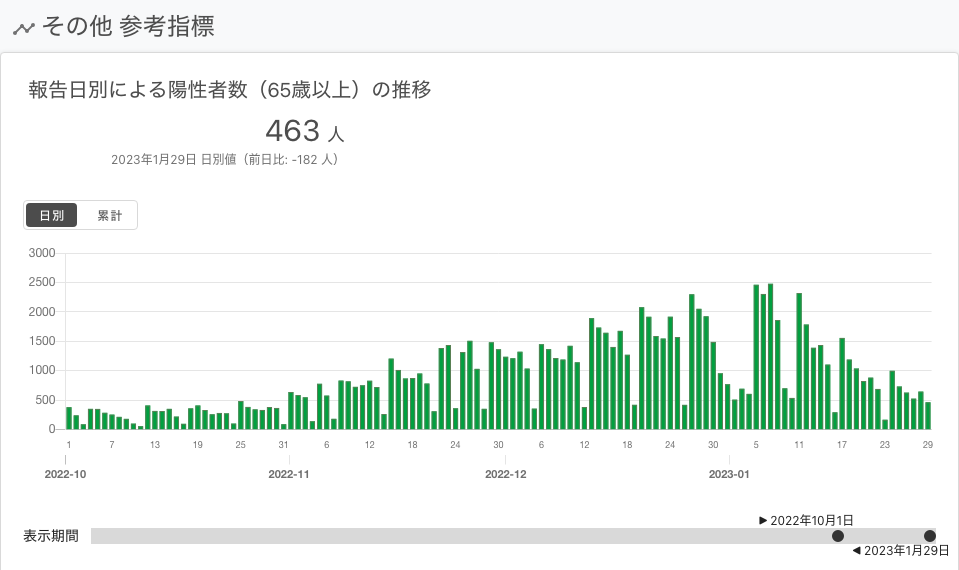 その他 参考指標
報告日別による陽性者数（65歳以上）の推移
463 人
2023年1月29日 日別値（前日比: -182 人）
日別 累計
3000
2500
2000
1500
1000
500
0
1 7 13 19 25 31 6 12 18 24 30 6 12 18 24 30 5 11 17 23 29
2022-10 2022-11 2022-12 2023-01
▶ 2022年10月1日
表示期間
◀ 2023年1月29日